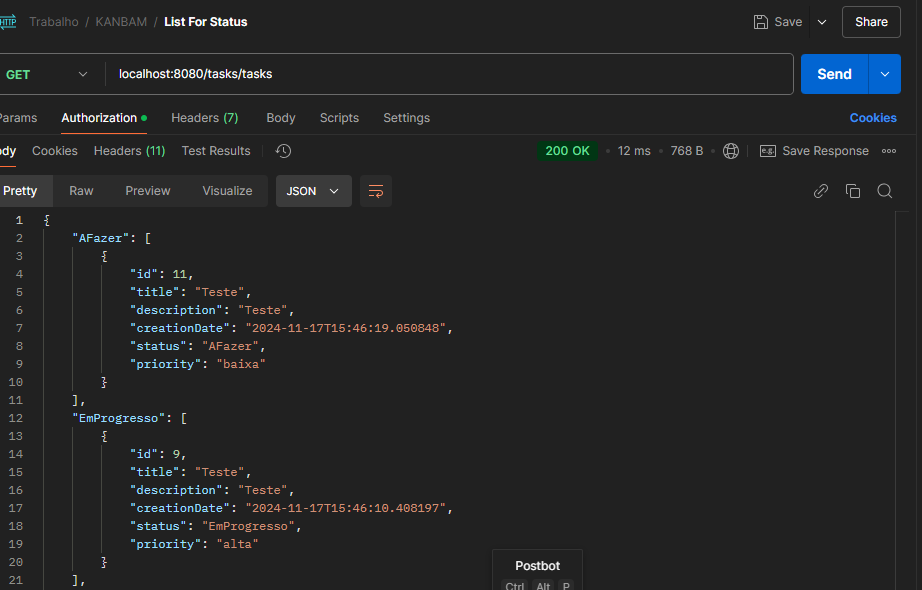 HTTP Trabalho / KANBAM / List For Status Save Share
GET localhost:8080/tasks/tasks Send
Params Authorization Headers (7) Body Scripts Settings Cookies
Body Cookies Headers (11) Test Results 200 OK 12 ms 768 B e.g. Save Response
Pretty Raw Preview Visualize JSON
1 {
2 "AFazer": [
3 {
4 "id": 11,
5 "title": "Teste",
6 "description": "Teste",
7 "creationDate": "2024-11-17T15:46:19.050848",
8 "status": "AFazer",
9 "priority": "baixa"
10 }
11 ],
12 "EmProgresso": [
13 {
14 "id": 9,
15 "title": "Teste",
16 "description": "Teste",
17 "creationDate": "2024-11-17T15:46:10.408197",
18 "status": "EmProgresso",
19 "priority": "alta"
20 }
21 ],
Postbot
Ctrl Alt P